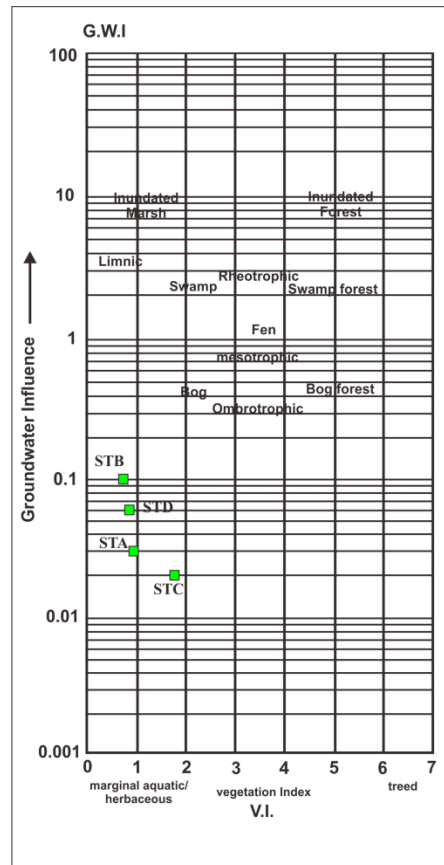 G.W.I
100
10
Inundated
Marsh
Inundated
Forest
Limnic
Rheotrophic
Swamp
Swamp forest
Fen
1
mesotrophic
Bog
Bog forest
Ombrotrophic
Groundwater Influence
STB
0.1
STD
STA
STC
0.01
0.001
0 1 2 3 4 5 6 7
marginal aquatic/
herbaceous
vegetation Index
treed
V.I.